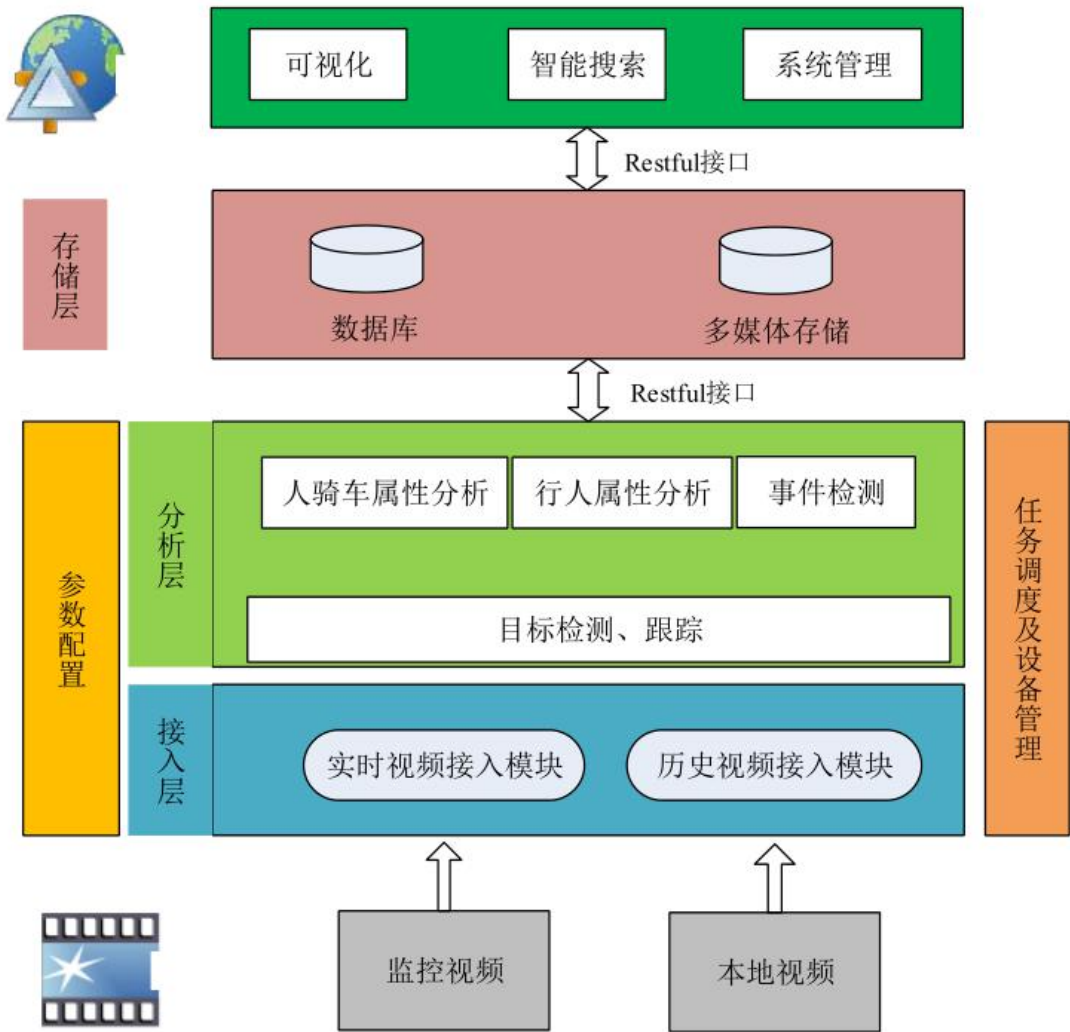 可视化
智能搜索
系统管理
Restful接口
存储层
数据库
多媒体存储
Restful接口
参数配置
分析层
人骑车属性分析
行人属性分析
事件检测
目标检测、跟踪
任务调度及设备管理
接入层
实时视频接入模块
历史视频接入模块
监控视频
本地视频